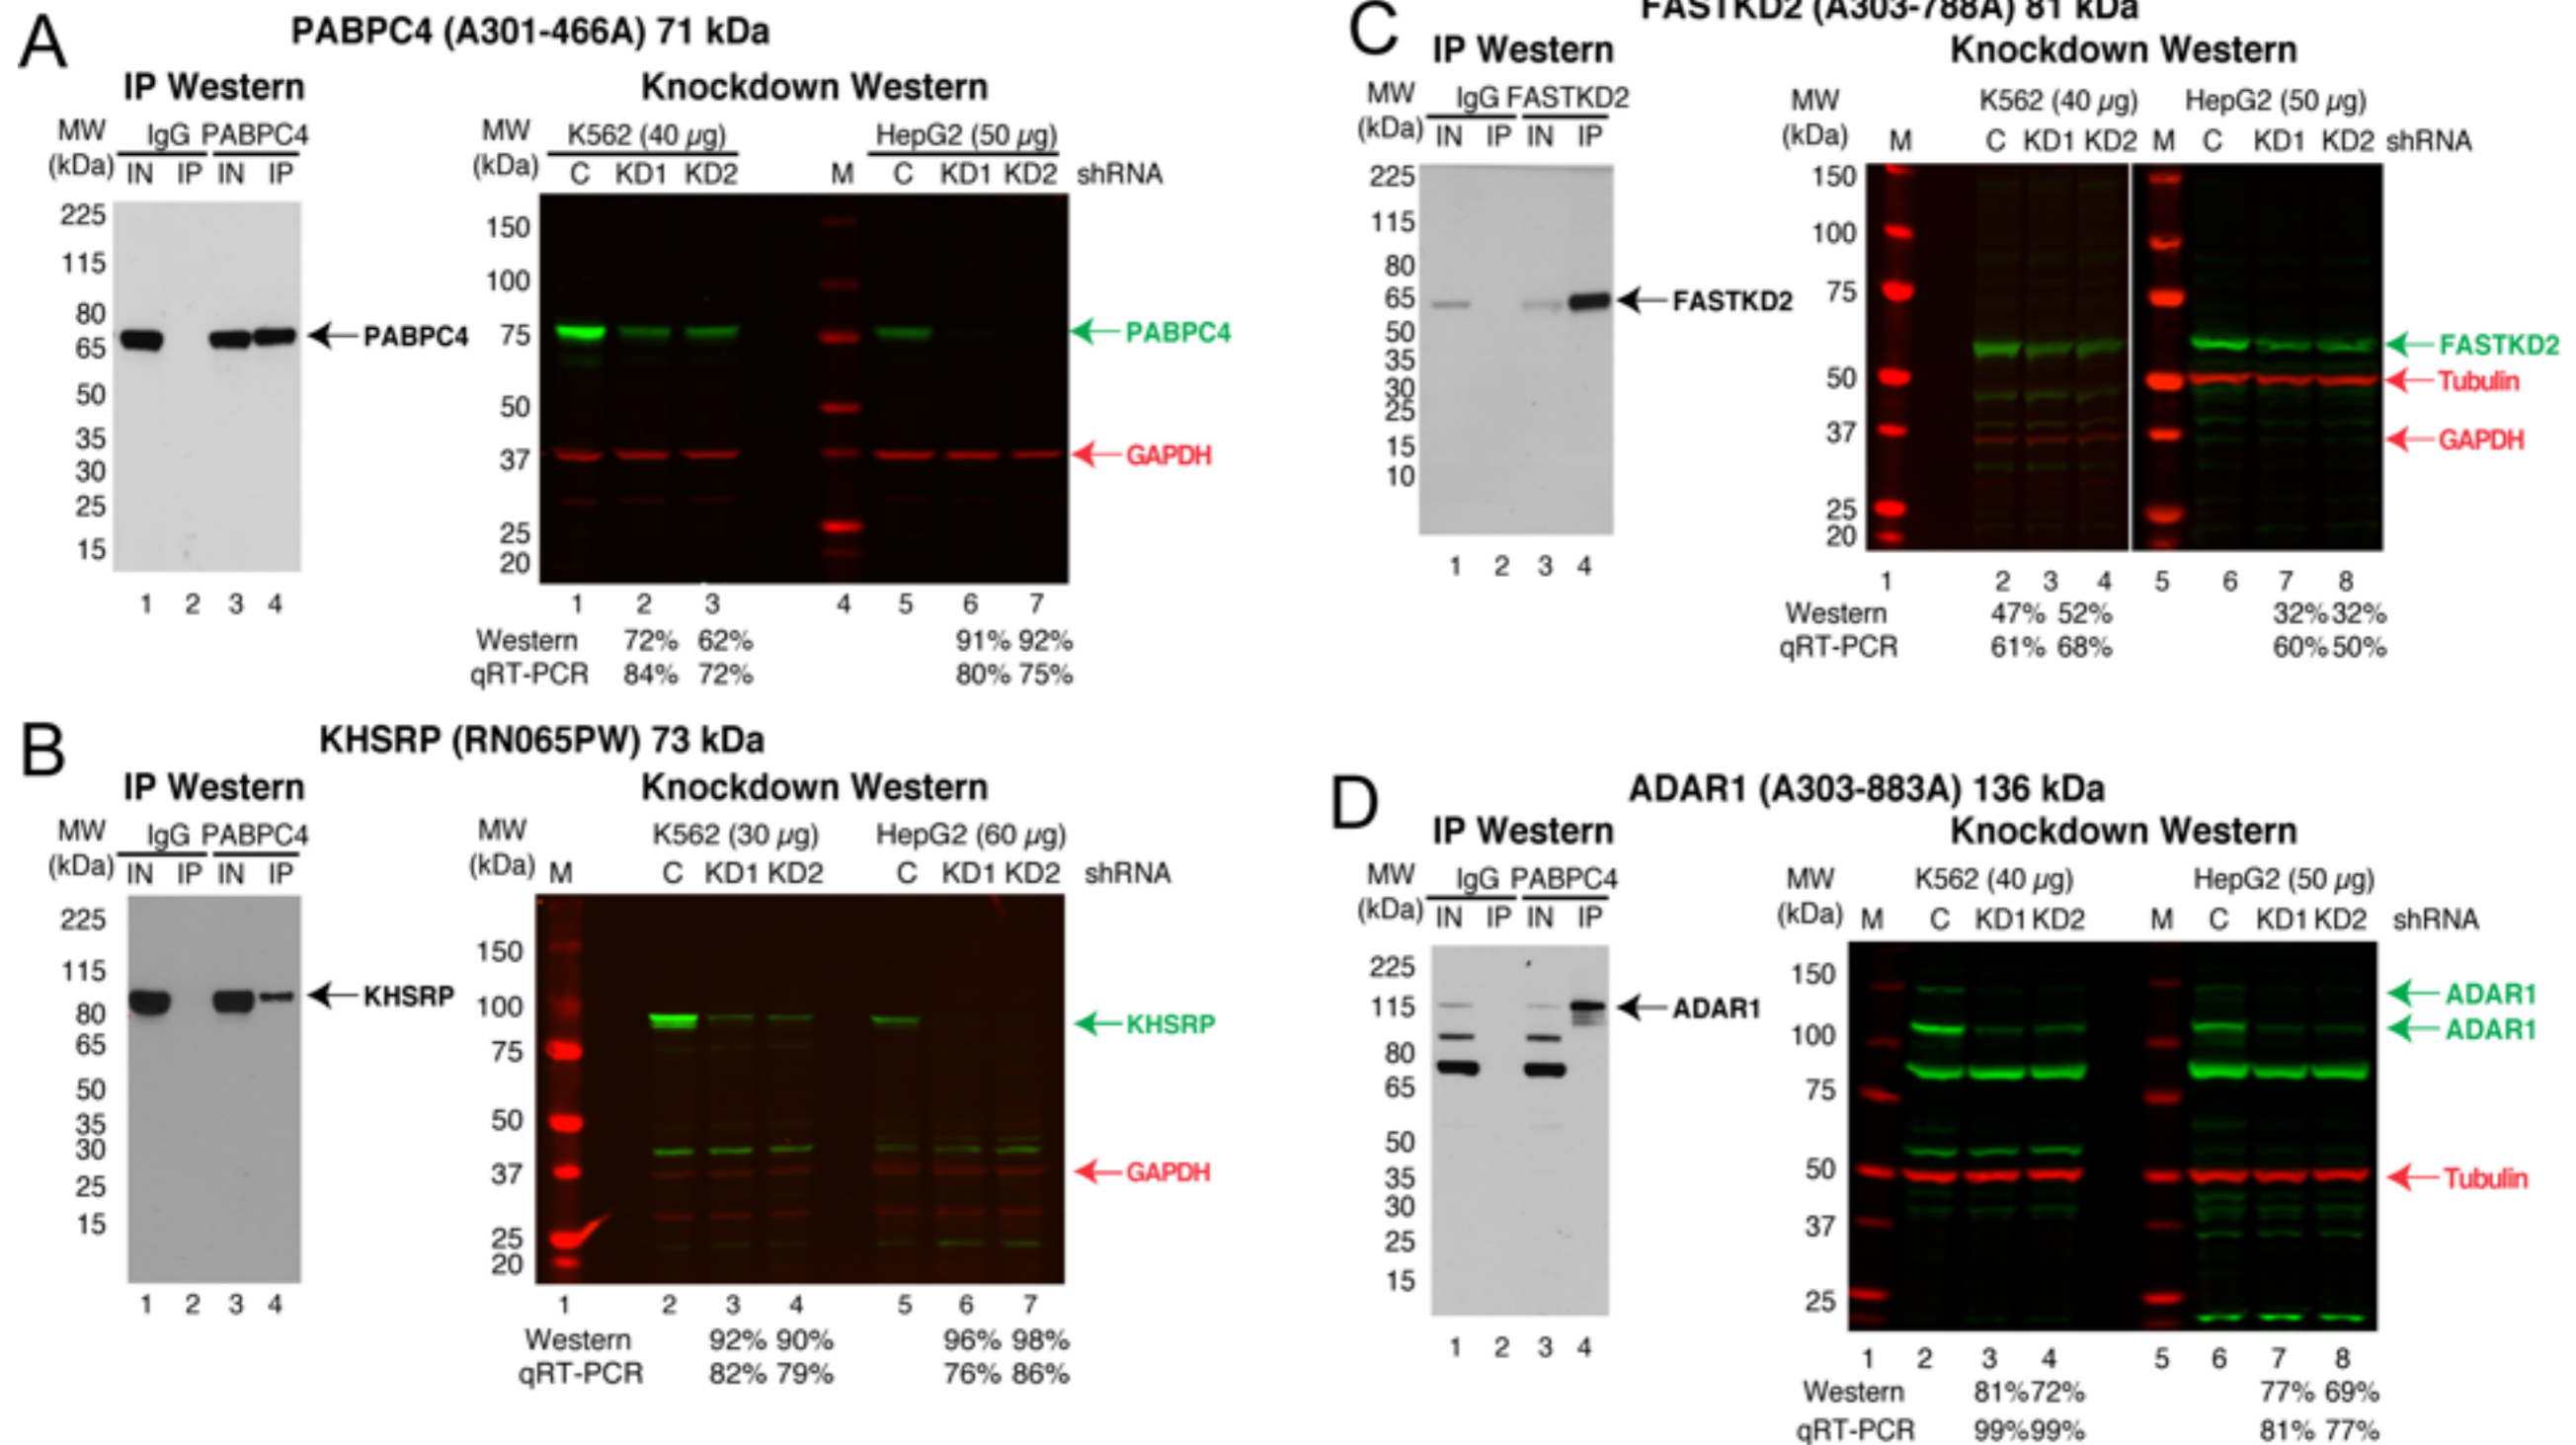 A
PABPC4 (A301-466A) 71 kDa
IP Western
Knockdown Western
MW
(kDa)
IgG PABPC4
IN IP IN IP
225
115
80
65
50
35
30
25
15
PABPC4
1 2 3 4
MW
(kDa)
K562 (40 µg)
HepG2 (50 µg)
C KD1 KD2 M C KD1 KD2 shRNA
150
100
75
50
37
25
20
PABPC4
GAPDH
1 2 3 4 5 6 7
Western 72% 62% 91% 92%
qRT-PCR 84% 72% 80% 75%
B
KHSRP (RN065PW) 73 kDa
IP Western
Knockdown Western
MW
(kDa)
IgG PABPC4
IN IP IN IP
225
115
80
65
50
35
30
25
15
KHSRP
1 2 3 4
MW
(kDa)
K562 (30 µg)
HepG2 (60 µg)
M C KD1 KD2 C KD1 KD2 shRNA
150
100
75
50
37
25
20
KHSRP
GAPDH
1 2 3 4 5 6 7
Western 92% 90% 96% 98%
qRT-PCR 82% 79% 76% 86%
C
FASTKD2 (A303-788A) 81 kDa
IP Western
Knockdown Western
MW
(kDa)
IgG FASTKD2
IN IP IN IP
225
115
80
65
50
35
30
25
15
10
FASTKD2
1 2 3 4
MW
(kDa)
K562 (40 µg)
HepG2 (50 µg)
M C KD1 KD2 M C KD1 KD2 shRNA
150
100
75
50
37
25
20
FASTKD2
Tubulin
GAPDH
1 2 3 4 5 6 7 8
Western 47% 52% 32% 32%
qRT-PCR 61% 68% 60% 50%
D
ADAR1 (A303-883A) 136 kDa
IP Western
Knockdown Western
MW
(kDa)
IgG PABPC4
IN IP IN IP
225
115
80
65
50
35
30
25
15
ADAR1
1 2 3 4
MW
(kDa)
K562 (40 µg)
HepG2 (50 µg)
M C KD1 KD2 M C KD1 KD2 shRNA
150
100
75
50
37
25
ADAR1
ADAR1
Tubulin
1 2 3 4 5 6 7 8
Western 81% 72% 77% 69%
qRT-PCR 99% 99% 81% 77%